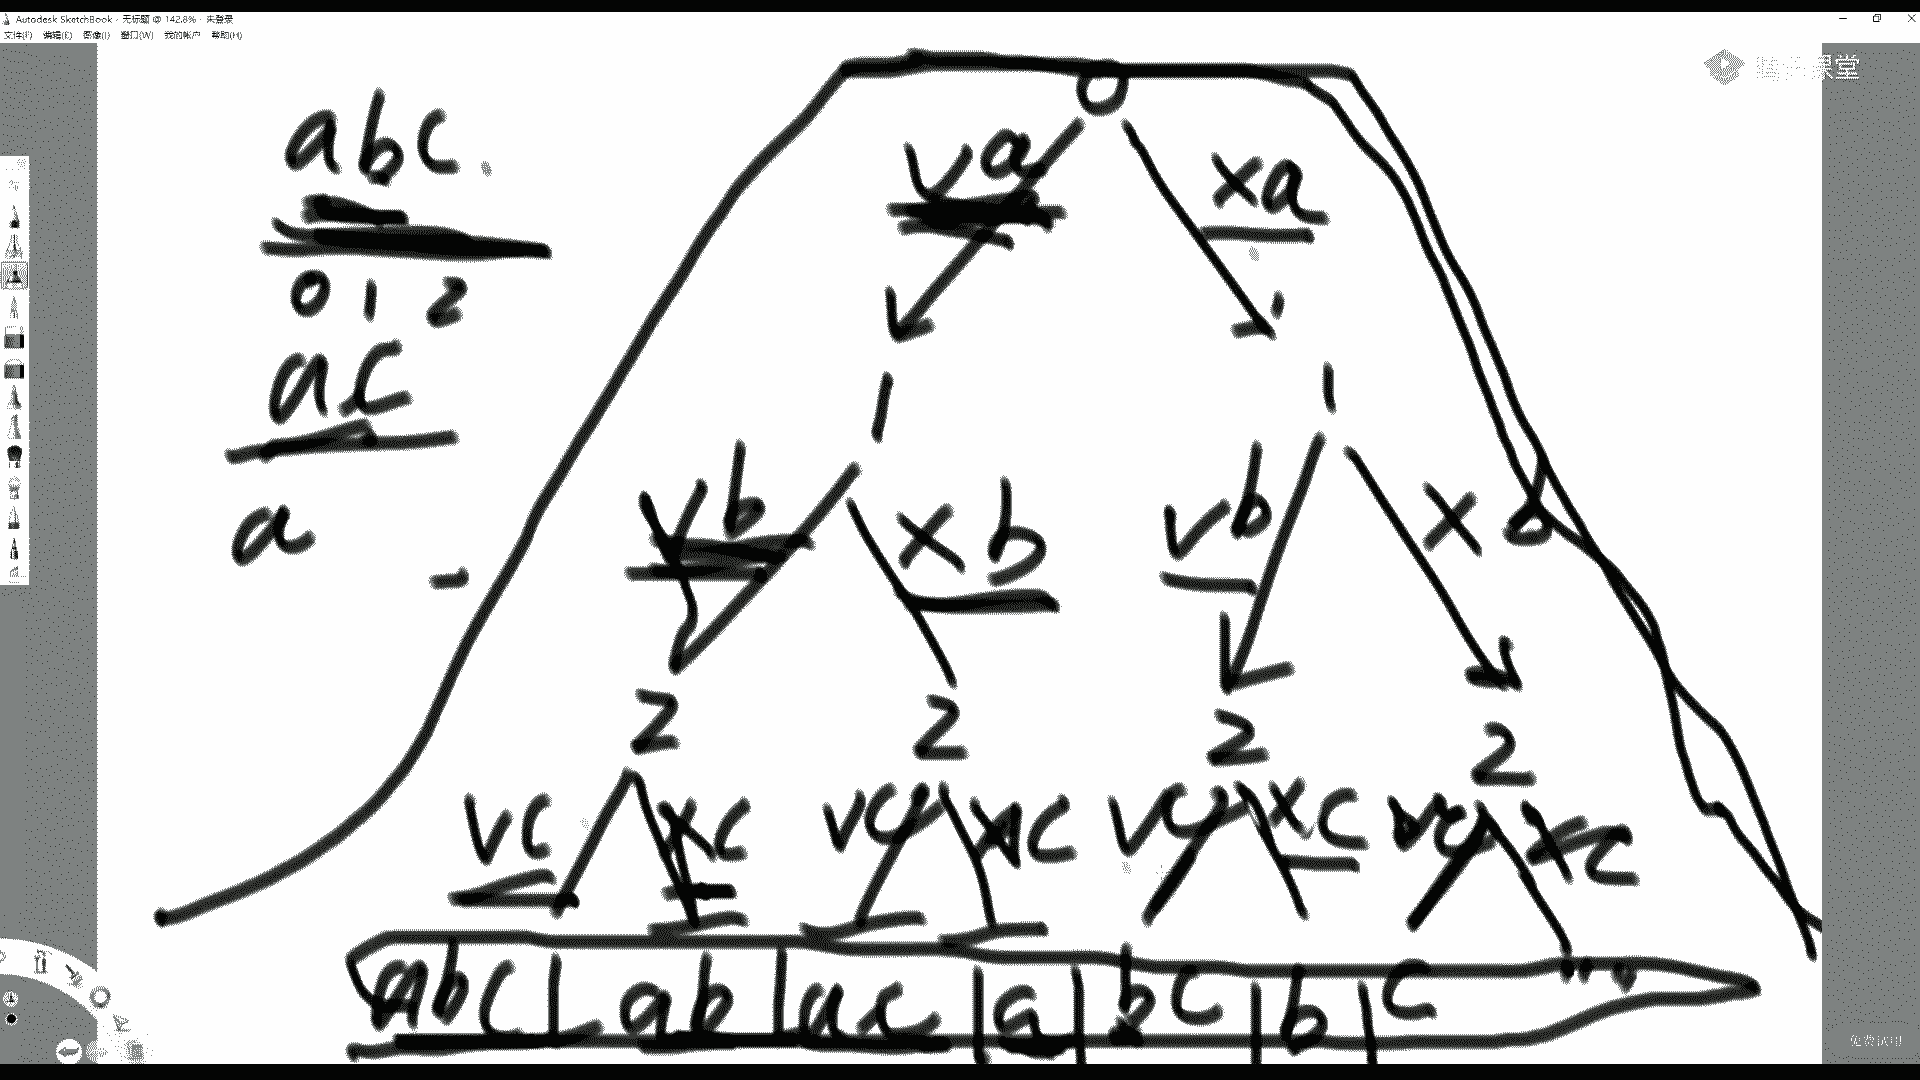 Autodesk SketchBook - 无标题 @ 142.8% - 未登录
文件(F) 编辑(E) 图像(I) 窗口(W) 我的帐户 帮助(H)
腾讯课堂
0
abc
va xa
0 1 2
ac
1 1
a
vb xb vb x b
2 2 2 2
vc xc vc xc vc xc vc xc
abc | ab | ac | a | bc | b | c " "
免费试用